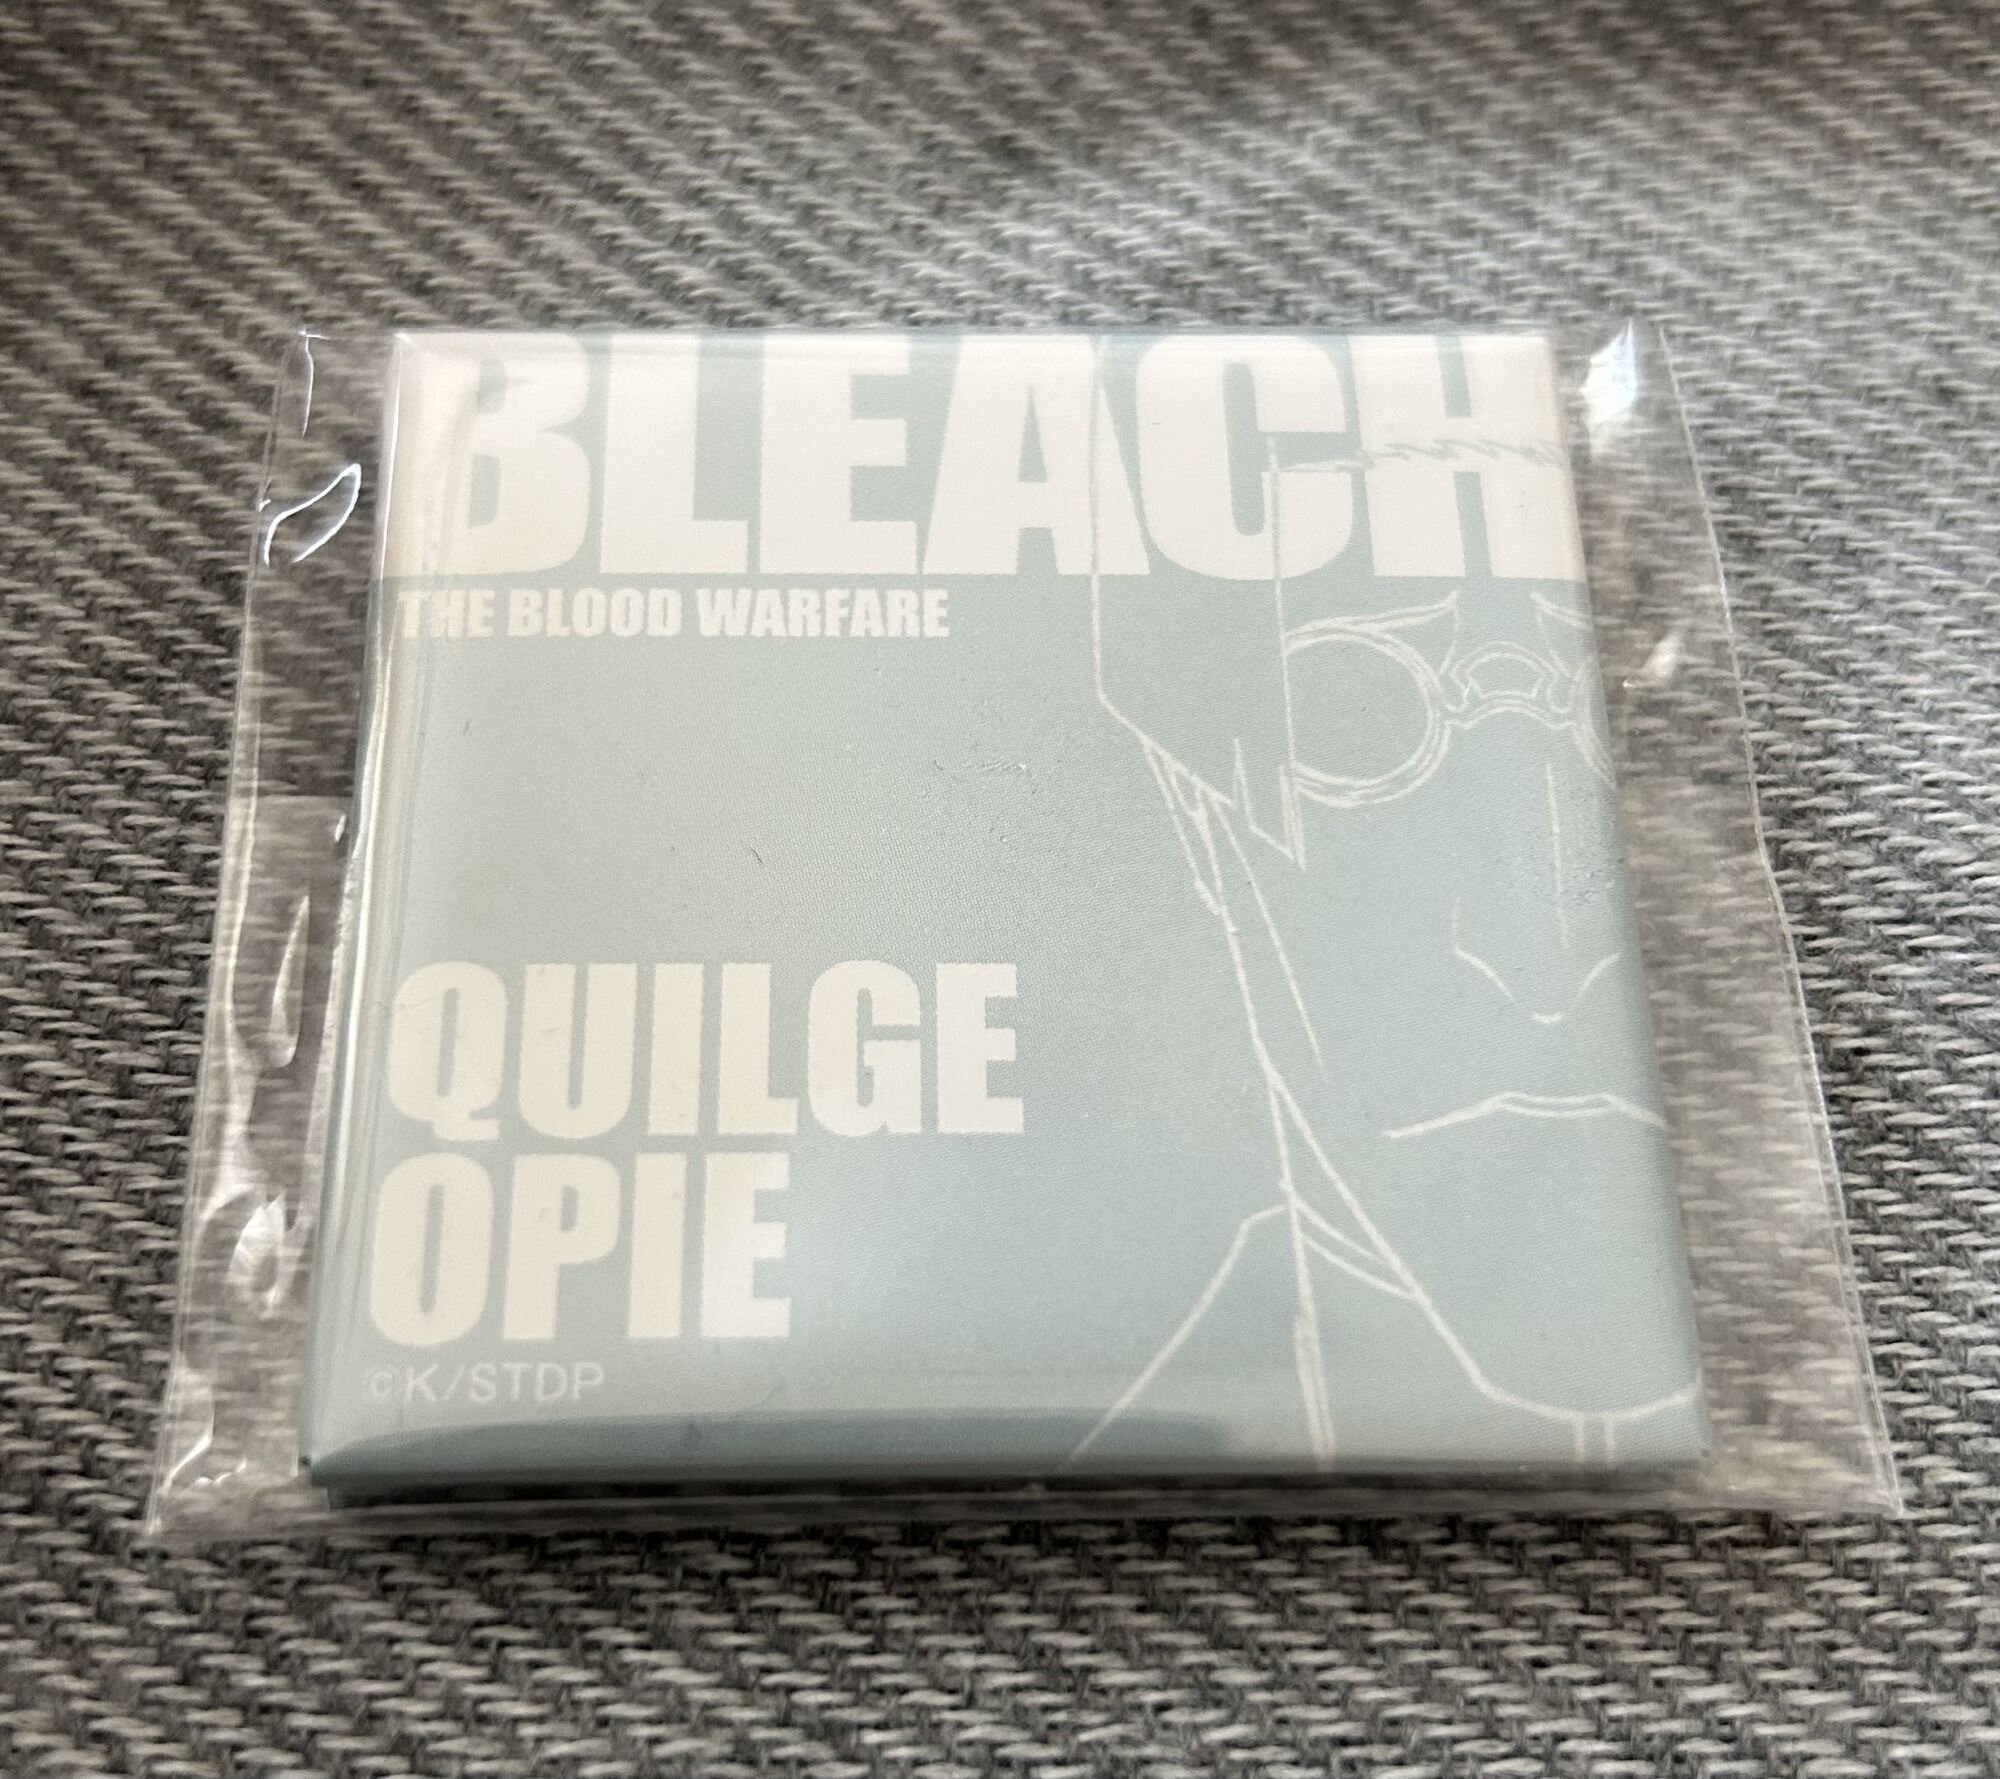 BLEACH
THE BLOOD WARFARE
QUILGE
OPIE
©K/STDP